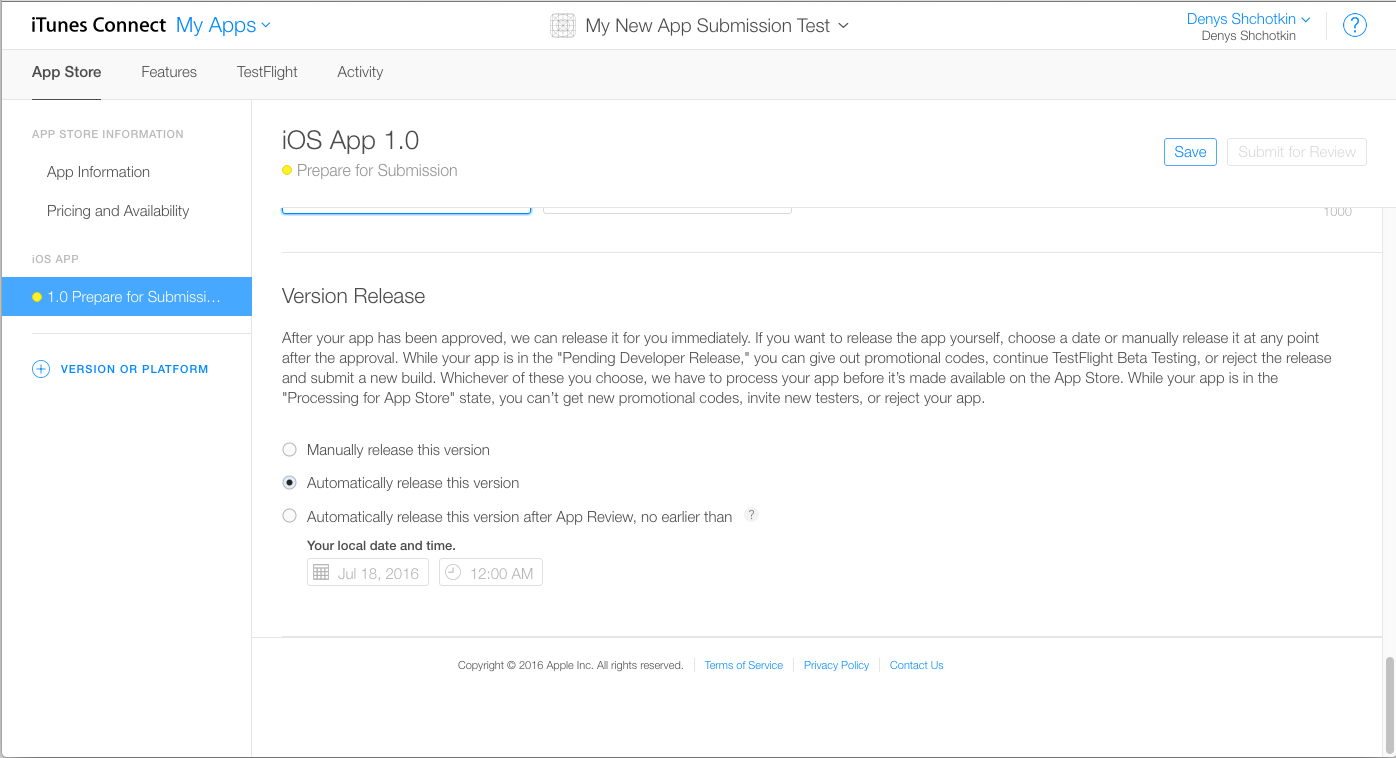 iTunes Connect My Apps
My New App Submission Test
Denys Shchotkin
Denys Shchotkin
?
App Store Features TestFlight Activity
APP STORE INFORMATION
App Information
Pricing and Availability
iOS APP
1.0 Prepare for Submissi...
VERSION OR PLATFORM
iOS App 1.0
Prepare for Submission
Save Submit for Review
1000
Version Release
After your app has been approved, we can release it for you immediately. If you want to release the app yourself, choose a date or manually release it at any point
after the approval. While your app is in the "Pending Developer Release," you can give out promotional codes, continue TestFlight Beta Testing, or reject the release
and submit a new build. Whichever of these you choose, we have to process your app before it’s made available on the App Store. While your app is in the
"Processing for App Store" state, you can’t get new promotional codes, invite new testers, or reject your app.
Manually release this version
Automatically release this version
Automatically release this version after App Review, no earlier than ?
Your local date and time.
Jul 18, 2016 12:00 AM
Copyright © 2016 Apple Inc. All rights reserved. Terms of Service Privacy Policy Contact Us